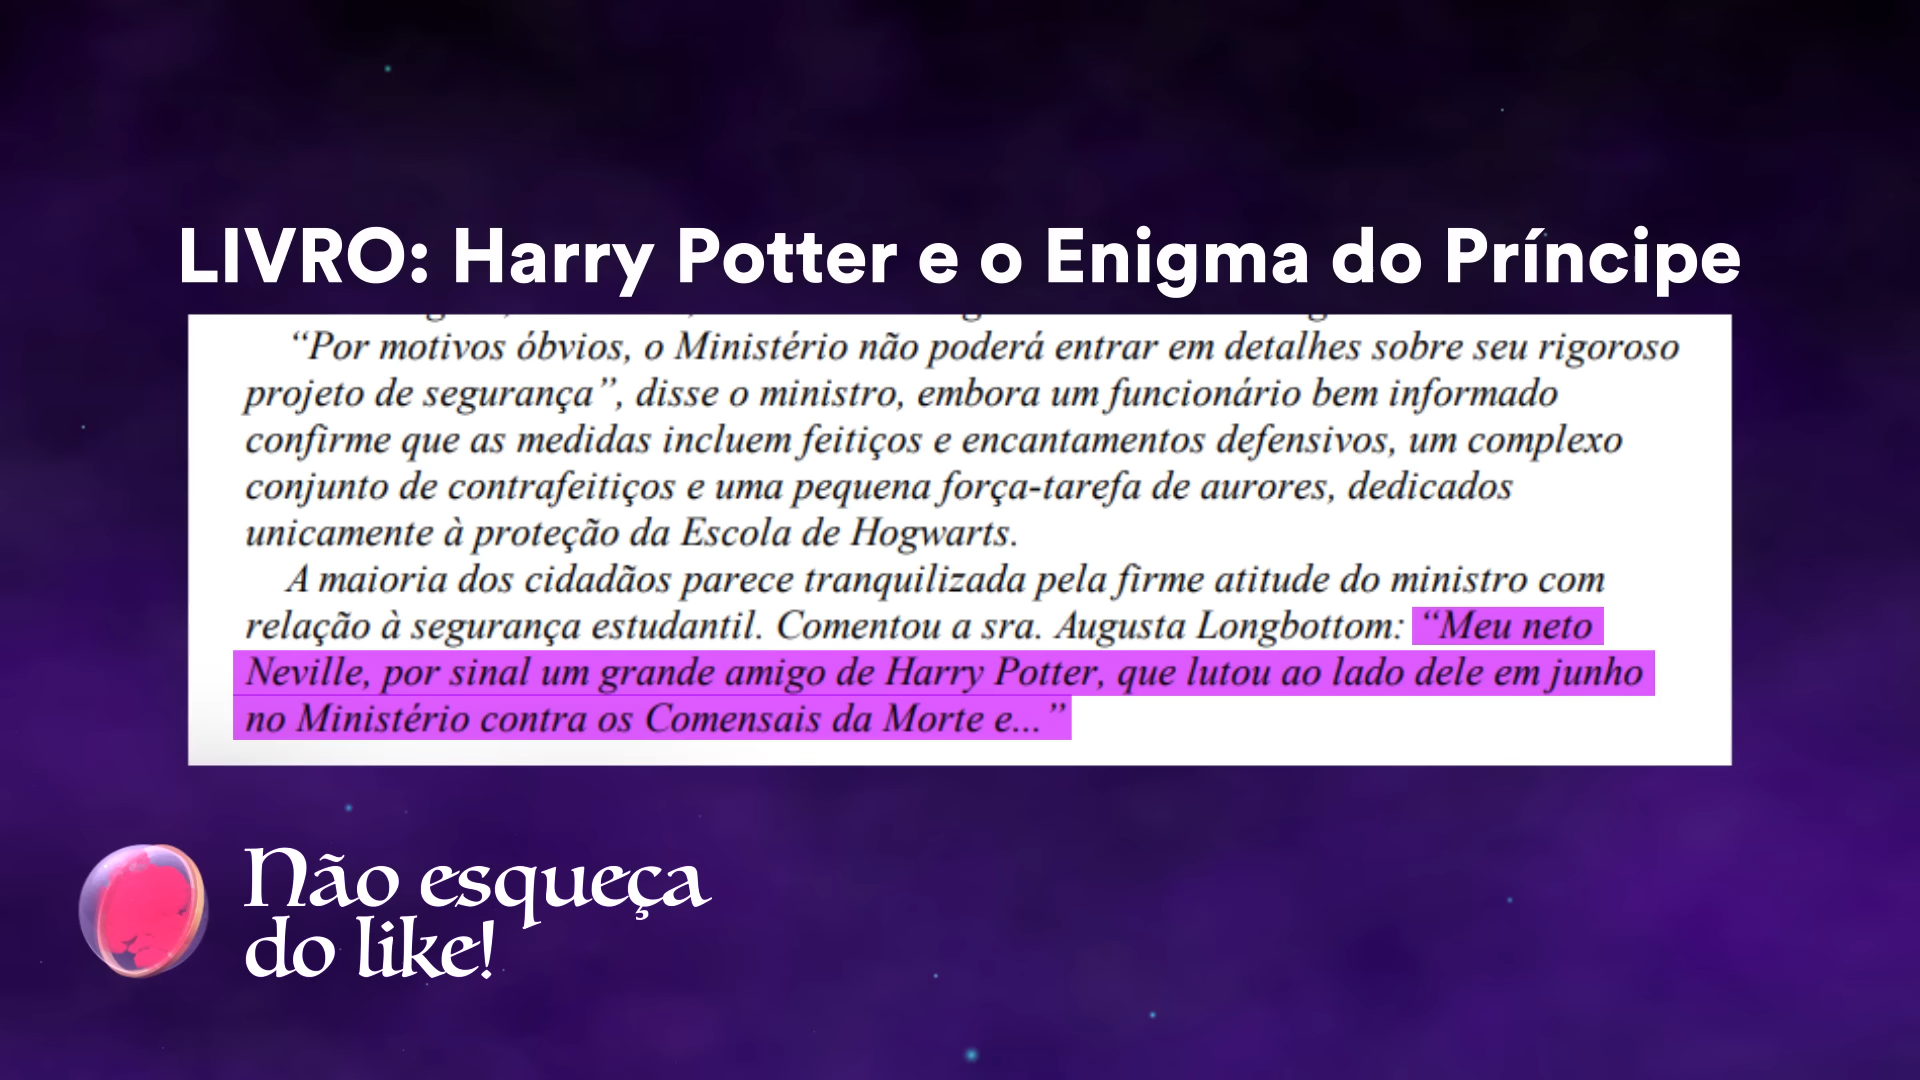 LIVRO: Harry Potter e o Enigma do Príncipe
“Por motivos óbvios, o Ministério não poderá entrar em detalhes sobre seu rigoroso
projeto de segurança”, disse o ministro, embora um funcionário bem informado
confirme que as medidas incluem feitiços e encantamentos defensivos, um complexo
conjunto de contrafeitiços e uma pequena força-tarefa de aurores, dedicados
unicamente à proteção da Escola de Hogwarts.
A maioria dos cidadãos parece tranquilizada pela firme atitude do ministro com
relação à segurança estudantil. Comentou a sra. Augusta Longbottom: “Meu neto
Neville, por sinal um grande amigo de Harry Potter, que lutou ao lado dele em junho
no Ministério contra os Comensais da Morte e...”
Não esqueça
do like!